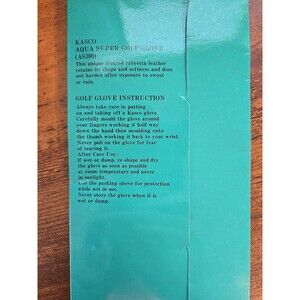 KASCO
AQUA SUPER GOLF GLOVE
(AS300)
This unique treated cabretta leather
retains its shape and softness and does
not harden after exposure to sweat
or rain.
GOLF GLOVE INSTRUCTION
Always take care in putting
on and taking off a Kasco glove.
Carefully mould the glove around
your fingers working it half way
down the hand then moulding onto
the thumb working it back to your wrist.
Never pull on the glove for fear
of tearing it.
After Care Use:
If wet or damp, re-shape and dry
the glove as soon as possible
at room temperature and never
in sunlight.
Use the packing sleeve for protection
while not in use.
Never store the glove when it is
wet or damp.